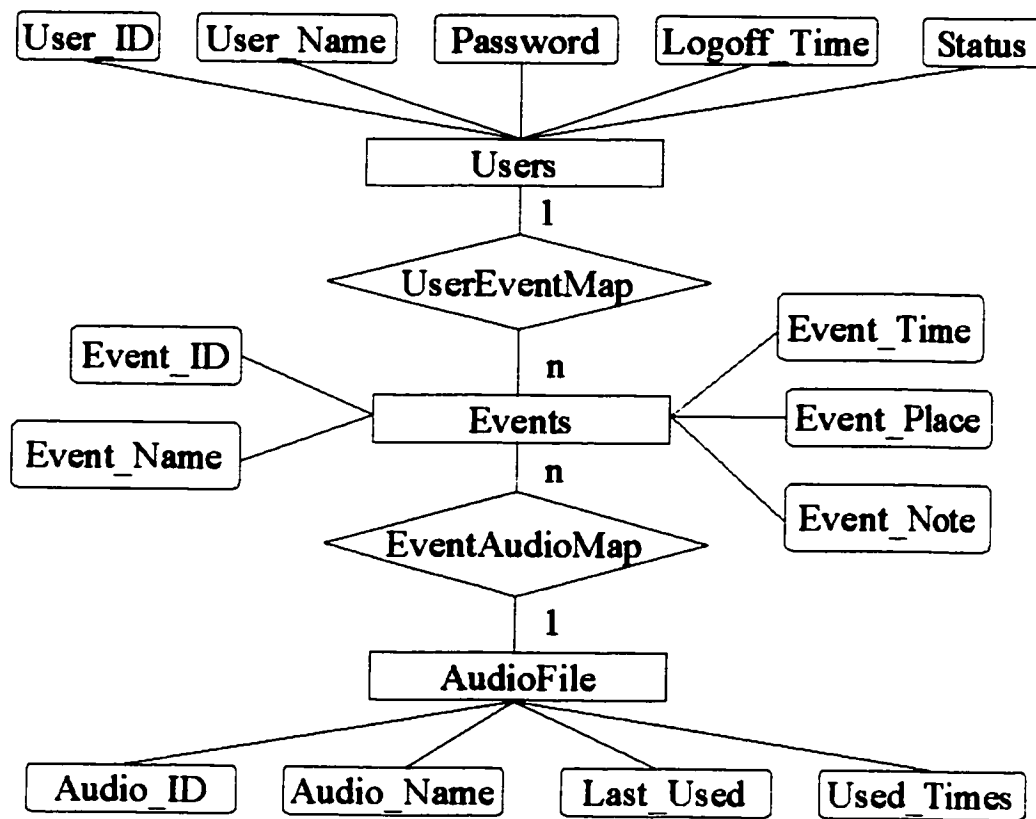 User_ID
User_Name
Password
Logoff_Time
Status
Users
1
UserEventMap
n
Event_ID
Event_Name
Events
Event_Time
Event_Place
Event_Note
n
EventAudioMap
1
AudioFile
Audio_ID
Audio_Name
Last_Used
Used_Times